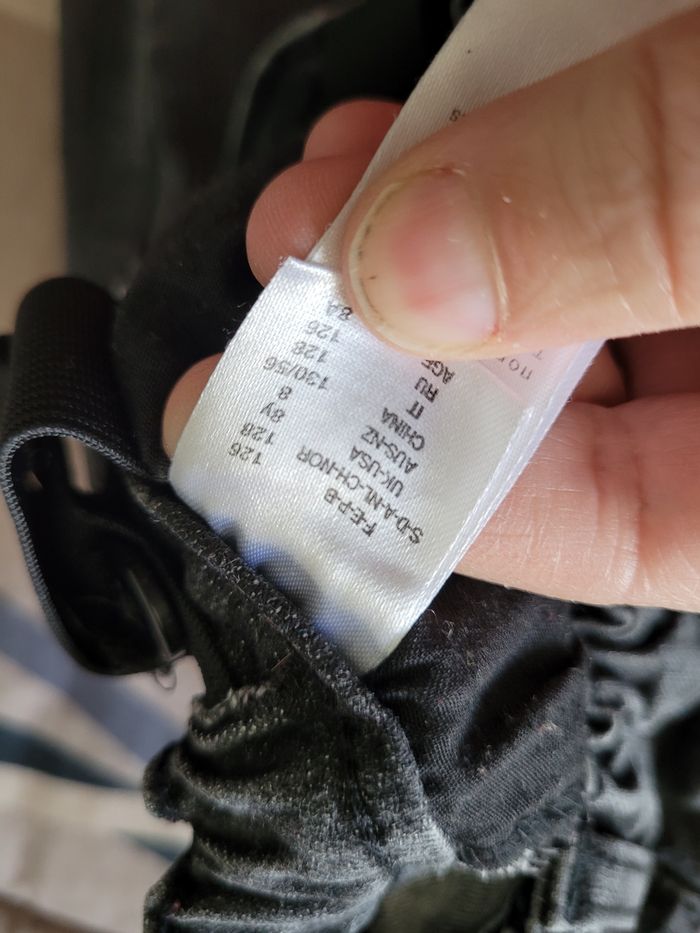 F-E-P-B 126
S-D-A-NL-CH-NOR 128
UK-USA 8Y
AUS-NZ 8
CHINA 130/56
IT 128
RU 126
AGE 8A